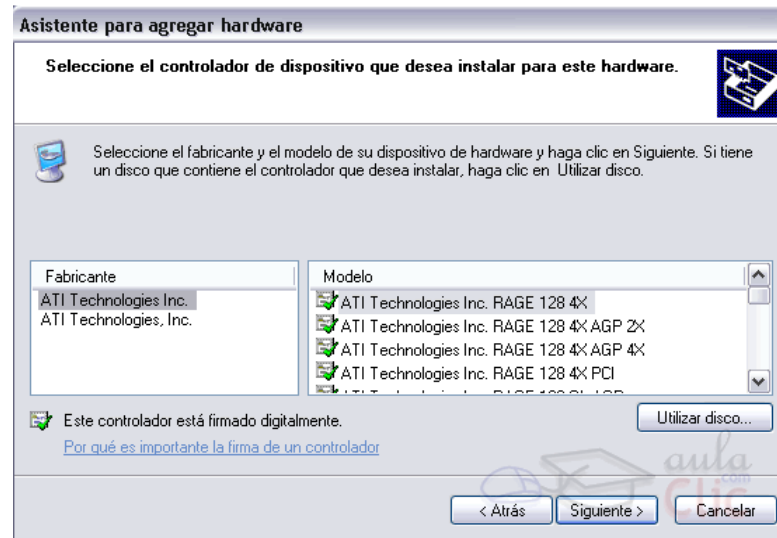 Asistente para agregar hardware
Seleccione el controlador de dispositivo que desea instalar para este hardware.
Seleccione el fabricante y el modelo de su dispositivo de hardware y haga clic en Siguiente. Si tiene
un disco que contiene el controlador que desea instalar, haga clic en Utilizar disco.
Fabricante
ATI Technologies Inc.
ATI Technologies, Inc.
Modelo
ATI Technologies Inc. RAGE 128 4X
ATI Technologies Inc. RAGE 128 4X AGP 2X
ATI Technologies Inc. RAGE 128 4X AGP 4X
ATI Technologies Inc. RAGE 128 4X PCI
Este controlador está firmado digitalmente.
Utilizar disco...
Por qué es importante la firma de un controlador
aula
.com
Clic
< Atrás
Siguiente >
Cancelar